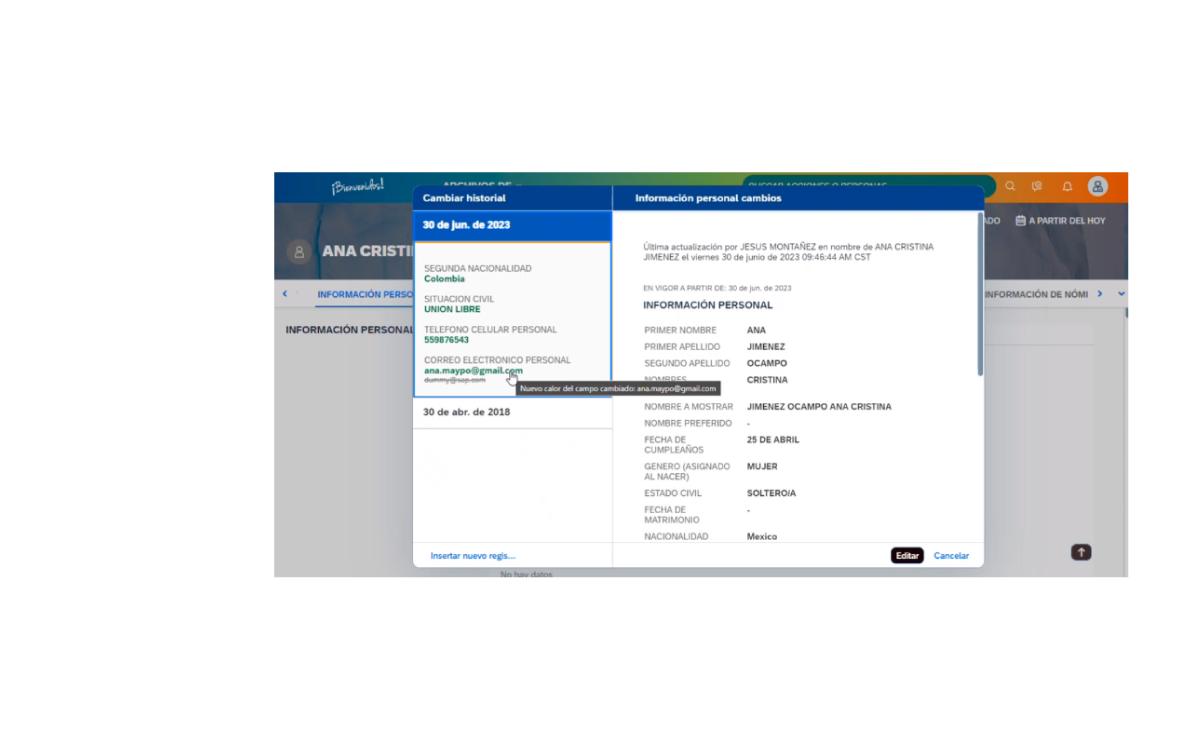 ¡Bienvenidos!
ARCHIVOS DE
BUSCAR ACCIONES O PERSONAS
ANA CRISTI
A PARTIR DEL HOY
INFORMACIÓN PERSO
INFORMACIÓN DE NÓMI
INFORMACIÓN PERSONAL
Cambiar historial
30 de jun. de 2023
SEGUNDA NACIONALIDAD
Colombia
SITUACION CIVIL
UNION LIBRE
TELEFONO CELULAR PERSONAL
559876543
CORREO ELECTRONICO PERSONAL
ana.maypo@gmail.com
dummy@sap.com
Nuevo calor del campo cambiado: ana.maypo@gmail.com
30 de abr. de 2018
Insertar nuevo regis...
Información personal cambios
Última actualización por JESUS MONTAÑEZ en nombre de ANA CRISTINA
JIMENEZ el viernes 30 de junio de 2023 09:46:44 AM CST
EN VIGOR A PARTIR DE: 30 de jun. de 2023
INFORMACIÓN PERSONAL
PRIMER NOMBRE ANA
PRIMER APELLIDO JIMENEZ
SEGUNDO APELLIDO OCAMPO
NOMBRES CRISTINA
NOMBRE A MOSTRAR JIMENEZ OCAMPO ANA CRISTINA
NOMBRE PREFERIDO -
FECHA DE
CUMPLEAÑOS 25 DE ABRIL
GENERO (ASIGNADO
AL NACER) MUJER
ESTADO CIVIL SOLTERO/A
FECHA DE
MATRIMONIO -
NACIONALIDAD Mexico
Editar
Cancelar
No hay datos